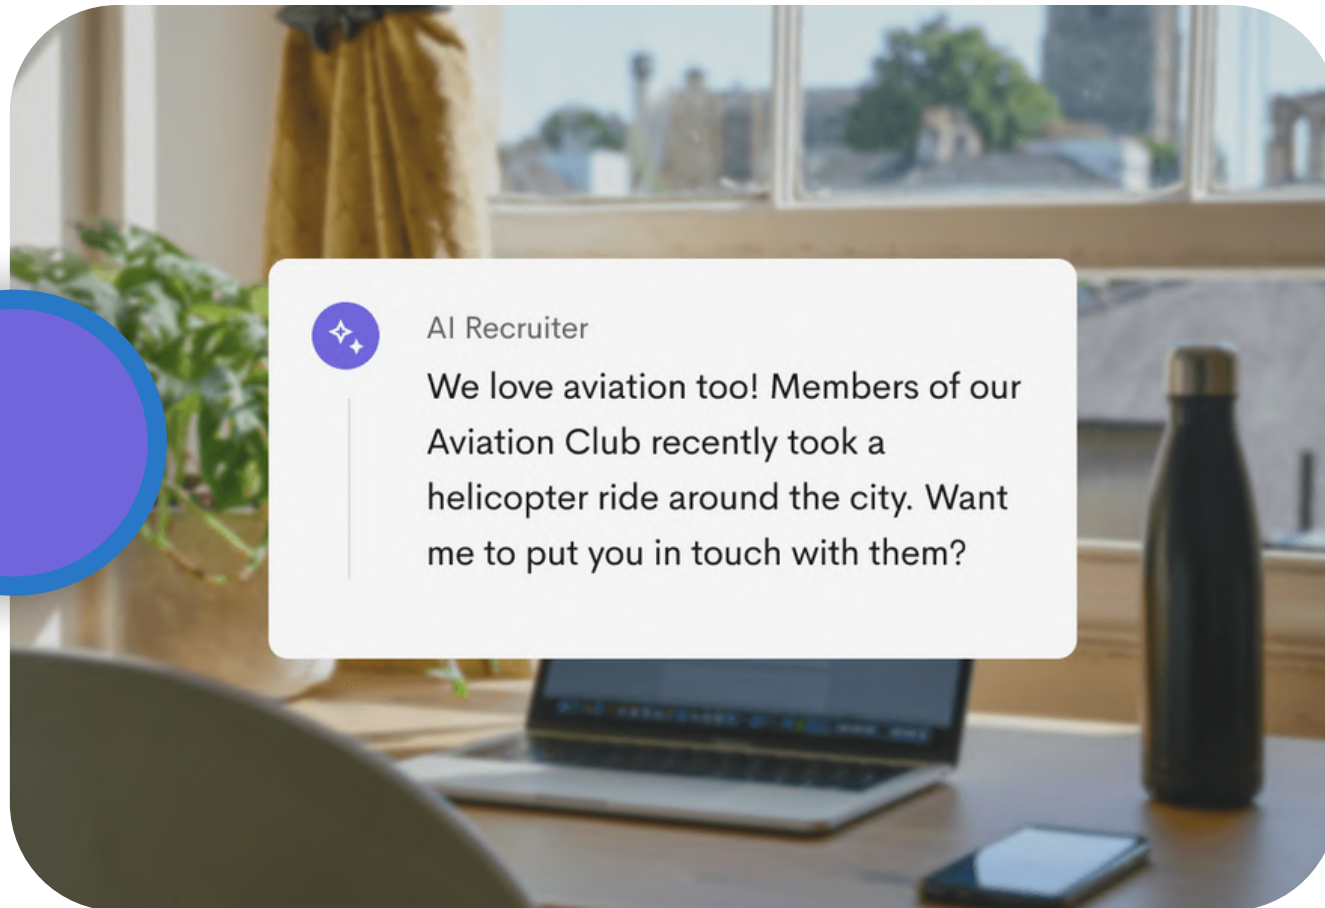 AI Recruiter
We love aviation too! Members of our
Aviation Club recently took a
helicopter ride around the city. Want
me to put you in touch with them?